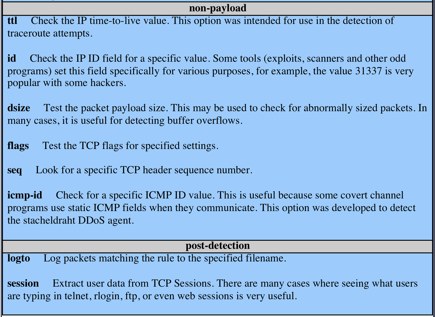 non-payload
ttl Check the IP time-to-live value. This option was intended for use in the detection of
traceroute attempts.
id Check the IP ID field for a specific value. Some tools (exploits, scanners and other odd
programs) set this field specifically for various purposes, for example, the value 31337 is very
popular with some hackers.
dsize Test the packet payload size. This may be used to check for abnormally sized packets. In
many cases, it is useful for detecting buffer overflows.
flags Test the TCP flags for specified settings.
seq Look for a specific TCP header sequence number.
icmp-id Check for a specific ICMP ID value. This is useful because some covert channel
programs use static ICMP fields when they communicate. This option was developed to detect
the stacheldraht DDoS agent.
post-detection
logto Log packets matching the rule to the specified filename.
session Extract user data from TCP Sessions. There are many cases where seeing what users
are typing in telnet, rlogin, ftp, or even web sessions is very useful.